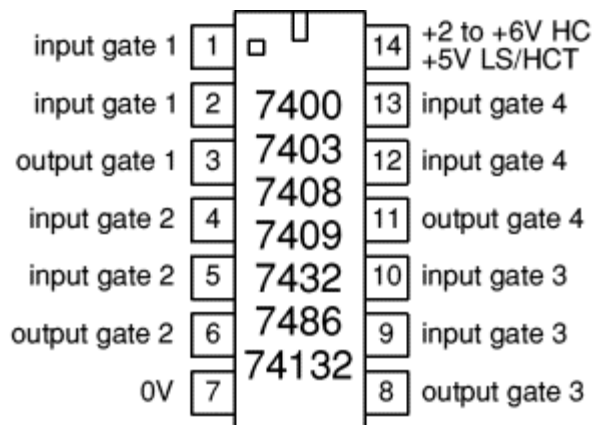 input gate 1 1
input gate 1 2
output gate 1 3
input gate 2 4
input gate 2 5
output gate 2 6
0V 7
7400
7403
7408
7409
7432
7486
74132
14 +2 to +6V HC
+5V LS/HCT
13 input gate 4
12 input gate 4
11 output gate 4
10 input gate 3
9 input gate 3
8 output gate 3